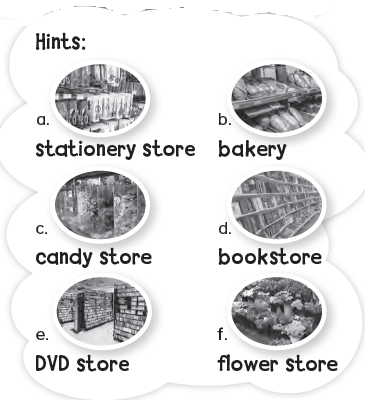 Hints:
a. b.
stationery store bakery
c. d.
candy store bookstore
e. f.
DVD store flower store